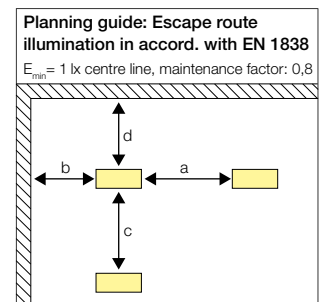 Planning guide: Escape route
illumination in accord. with EN 1838
Emin= 1 lx centre line, maintenance factor: 0,8
d
b
a
c